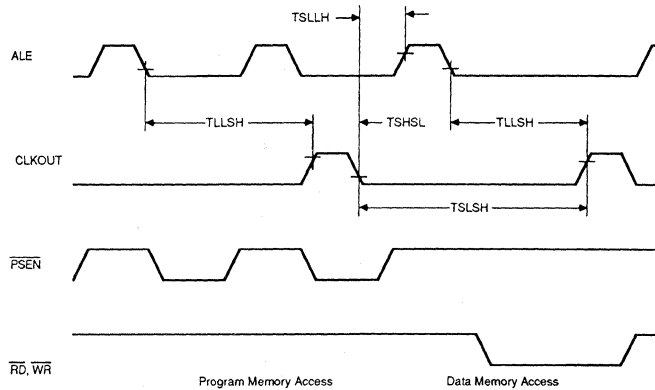 TSLLH
ALE
TLLSH
TSHSL
TLLSH
CLKOUT
TSLSH
PSEN
RD, WR
Program Memory Access
Data Memory Access